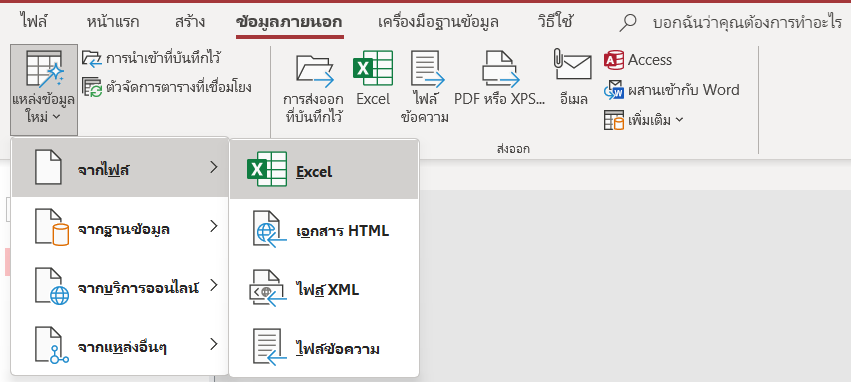 ไฟล์ หน้าแรก สร้าง ข้อมูลภายนอก เครื่องมือฐานข้อมูล วิธีใช้ บอกฉันว่าคุณต้องการทำอะไร
แหล่งข้อมูล
ใหม่
การนำเข้าที่บันทึกไว้
ตัวจัดการตารางที่เชื่อมโยง
การส่งออก
ที่บันทึกไว้
Excel
ไฟล์
ข้อความ
PDF หรือ XPS...
อีเมล
Access
ผสานเข้ากับ Word
เพิ่มเติม
ส่งออก
จากไฟล์
จากฐานข้อมูล
จากบริการออนไลน์
จากแหล่งอื่นๆ
Excel
เอกสาร HTML
ไฟล์ XML
ไฟล์ข้อความ